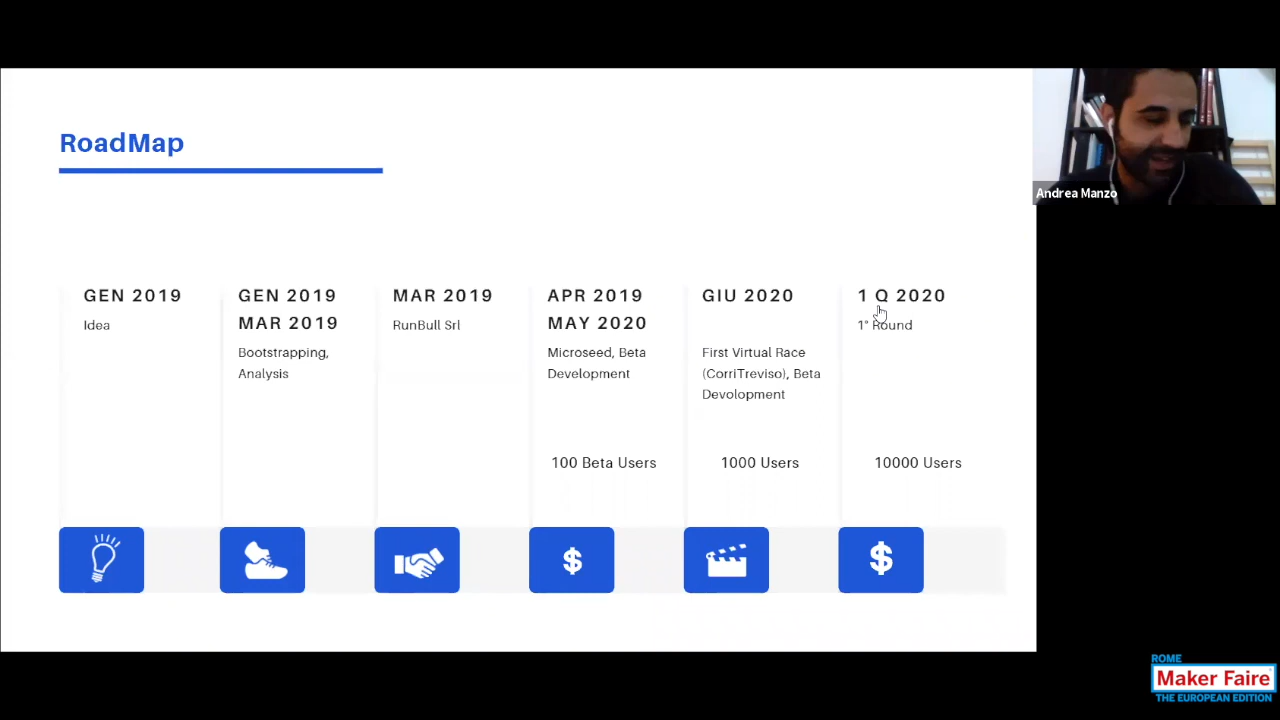 RoadMap
Andrea Manzo
GEN 2019
Idea
GEN 2019
MAR 2019
Bootstrapping,
Analysis
MAR 2019
RunBull Srl
APR 2019
MAY 2020
Microseed, Beta
Development
100 Beta Users
GIU 2020
First Virtual Race
(CorriTreviso), Beta
Devolopment
1000 Users
1 Q 2020
1° Round
10000 Users
$
$
ROME
Maker Faire
THE EUROPEAN EDITION